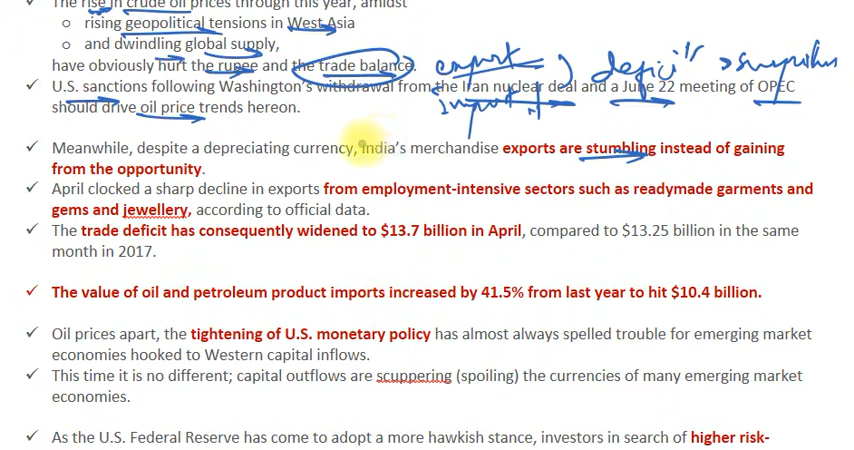 The rise in crude oil prices through this year, amidst
o rising geopolitical tensions in West Asia
o and dwindling global supply,
have obviously hurt the rupee and the trade balance. export deficit surplus
✓ U.S. sanctions following Washington's withdrawal from the Iran nuclear deal and a June 22 meeting of OPEC
import
should drive oil price trends hereon.
✓ Meanwhile, despite a depreciating currency, India's merchandise exports are stumbling instead of gaining
from the opportunity.
✓ April clocked a sharp decline in exports from employment-intensive sectors such as readymade garments and
gems and jewellery, according to official data.
✓ The trade deficit has consequently widened to $13.7 billion in April, compared to $13.25 billion in the same
month in 2017.
✓ The value of oil and petroleum product imports increased by 41.5% from last year to hit $10.4 billion.
✓ Oil prices apart, the tightening of U.S. monetary policy has almost always spelled trouble for emerging market
economies hooked to Western capital inflows.
✓ This time it is no different; capital outflows are scuppering (spoiling) the currencies of many emerging market
economies.
✓ As the U.S. Federal Reserve has come to adopt a more hawkish stance, investors in search of higher risk-